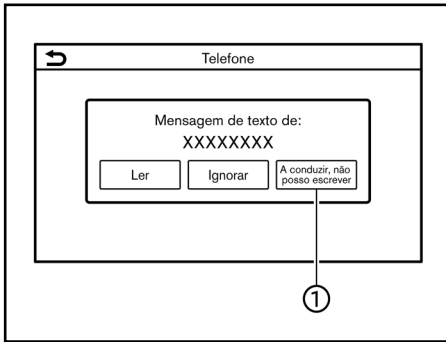 Telefone
Mensagem de texto de:
XXXXXXXX
Ler
Ignorar
A conduzir, não
posso escrever
1